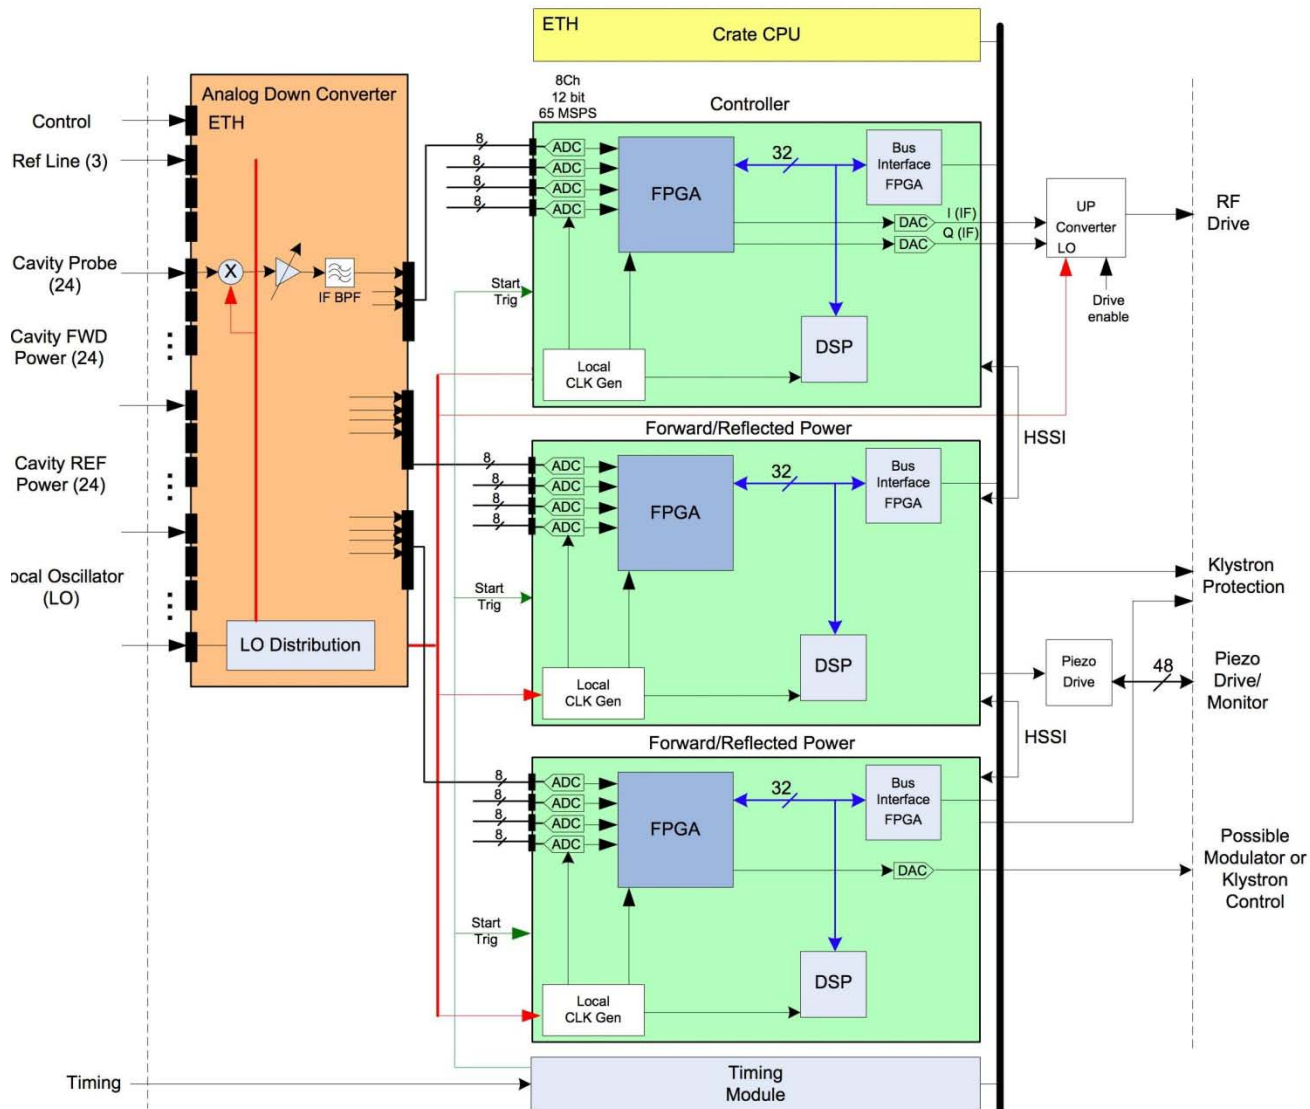 ETH
Crate CPU
8Ch
12 bit
65 MSPS
Controller
Analog Down Converter
ETH
Control
Ref Line (3)
Cavity Probe
(24)
Cavity FWD
Power (24)
Cavity REF
Power (24)
ocal Oscillator
(LO)
Timing
X
IF BPF
LO Distribution
8
8
8
8
ADC
ADC
ADC
ADC
FPGA
32
Bus
Interface
FPGA
DAC
I (IF)
DAC
Q (IF)
Start
Trig
Local
CLK Gen
DSP
UP
Converter
LO
Drive
enable
RF
Drive
HSSI
Forward/Reflected Power
8
8
8
8
ADC
ADC
ADC
ADC
FPGA
32
Bus
Interface
FPGA
Start
Trig
Local
CLK Gen
DSP
Klystron
Protection
Piezo
Drive
48
Piezo
Drive/
Monitor
HSSI
Forward/Reflected Power
8
8
8
8
ADC
ADC
ADC
ADC
FPGA
32
Bus
Interface
FPGA
DAC
Start
Trig
Local
CLK Gen
DSP
Possible
Modulator or
Klystron
Control
Timing
Module